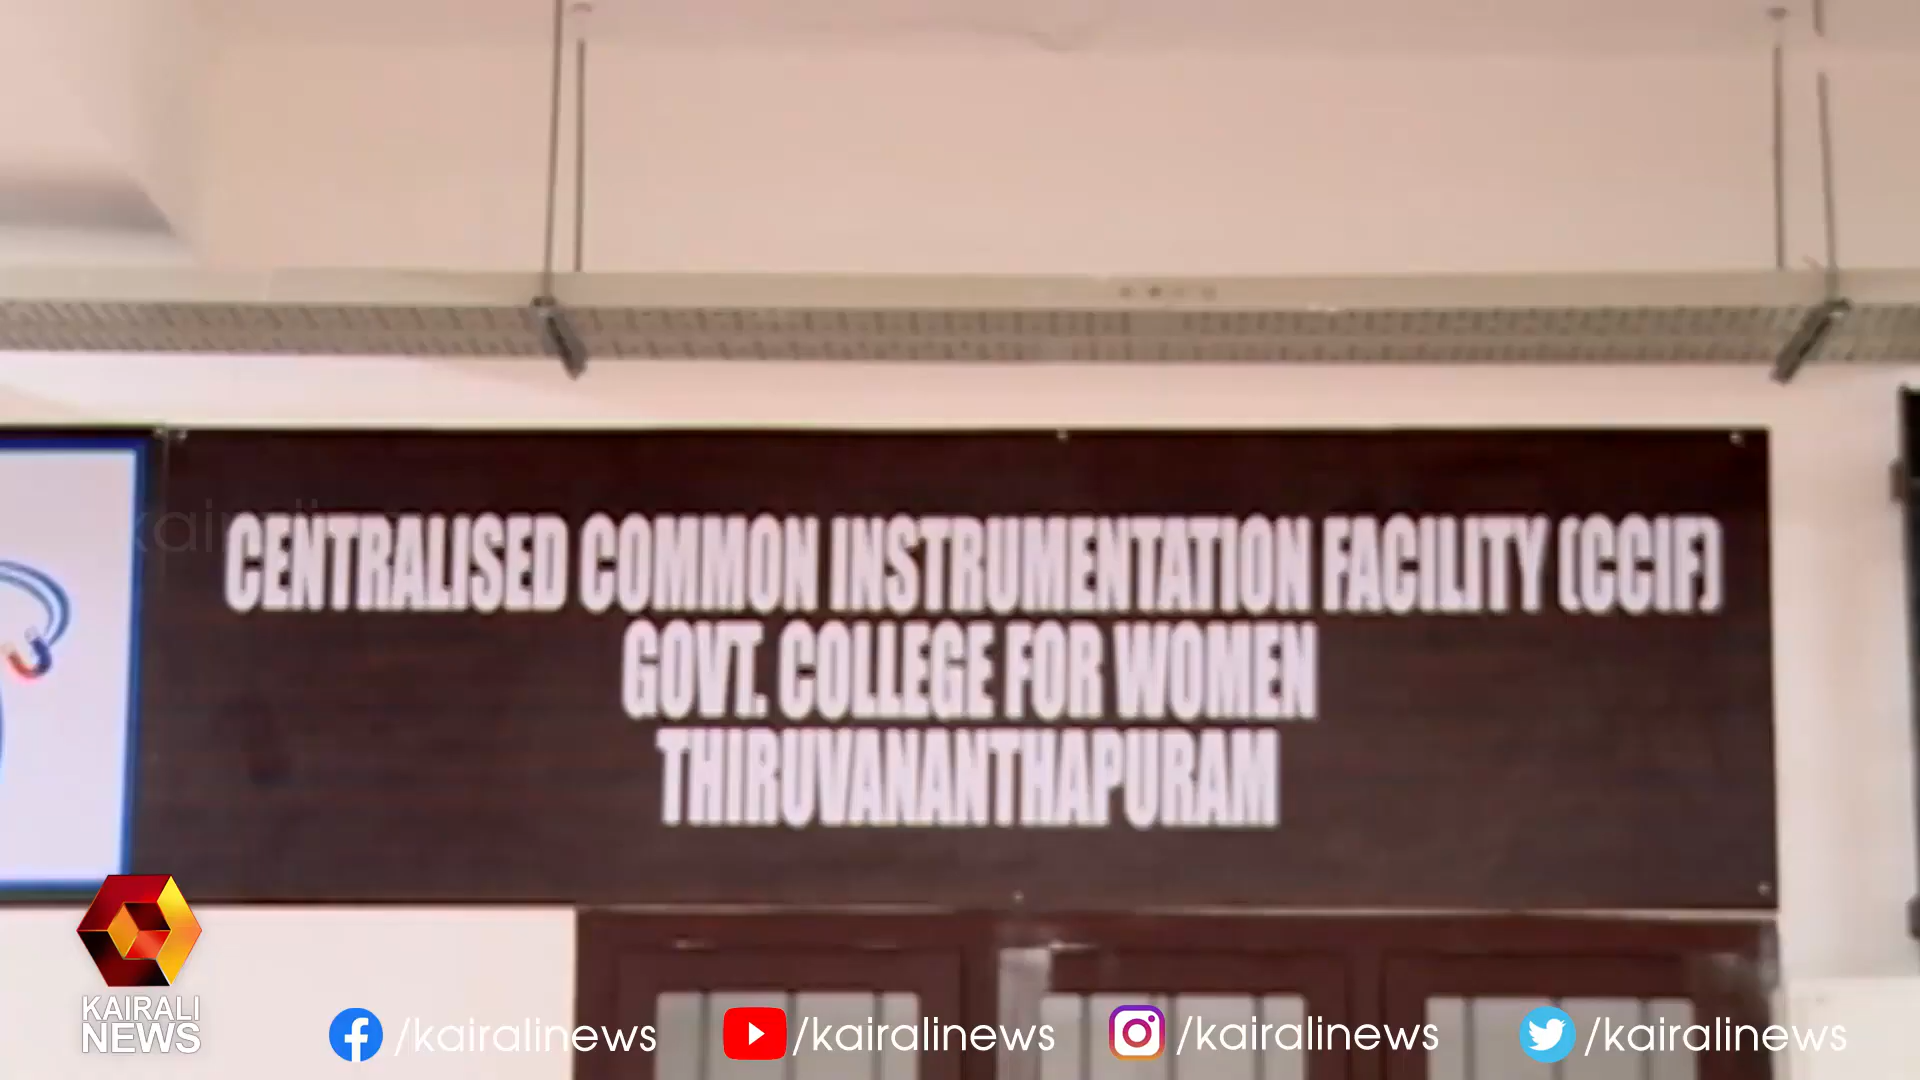 CENTRALISED COMMON INSTRUMENTATION FACILITY (CCIF)
GOVT. COLLEGE FOR WOMEN
THIRUVANANTHAPURAM
KAIRALI
NEWS
/kairalinews
/kairalinews
/kairalinews
/kairalinews